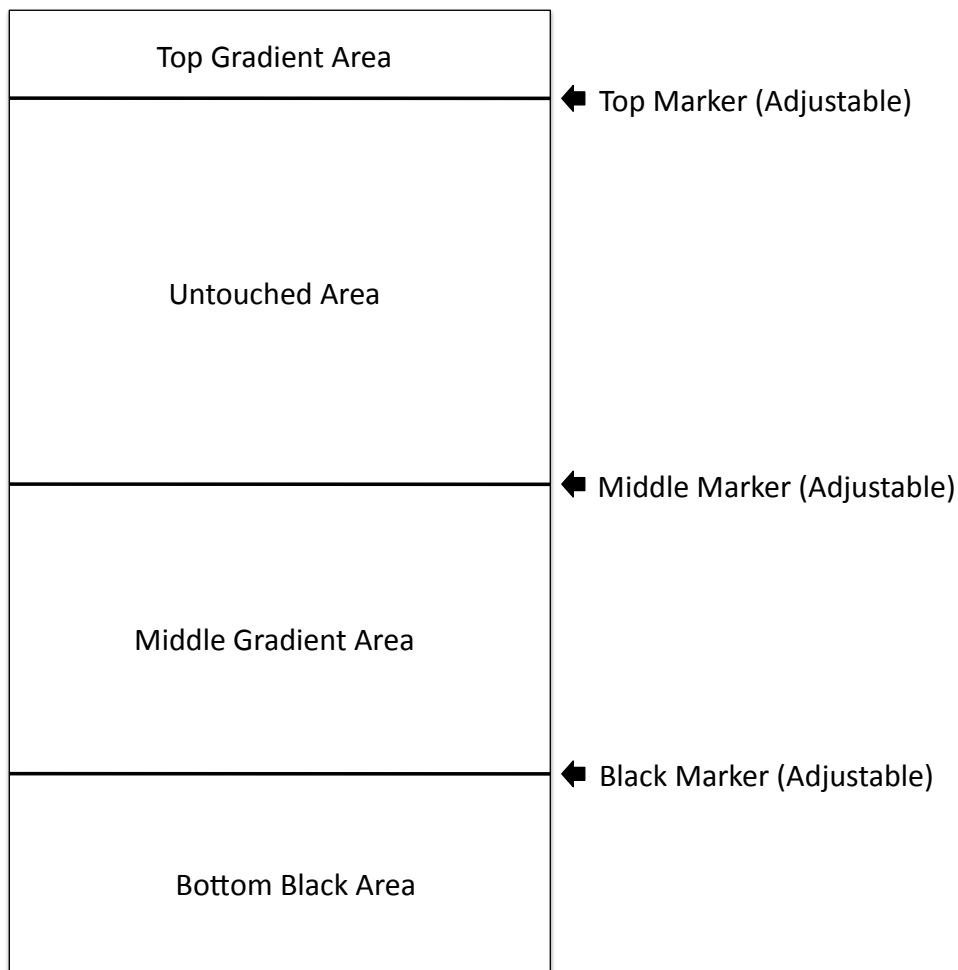 Top Gradient Area
Top Marker (Adjustable)
Untouched Area
Middle Marker (Adjustable)
Middle Gradient Area
Black Marker (Adjustable)
Bottom Black Area